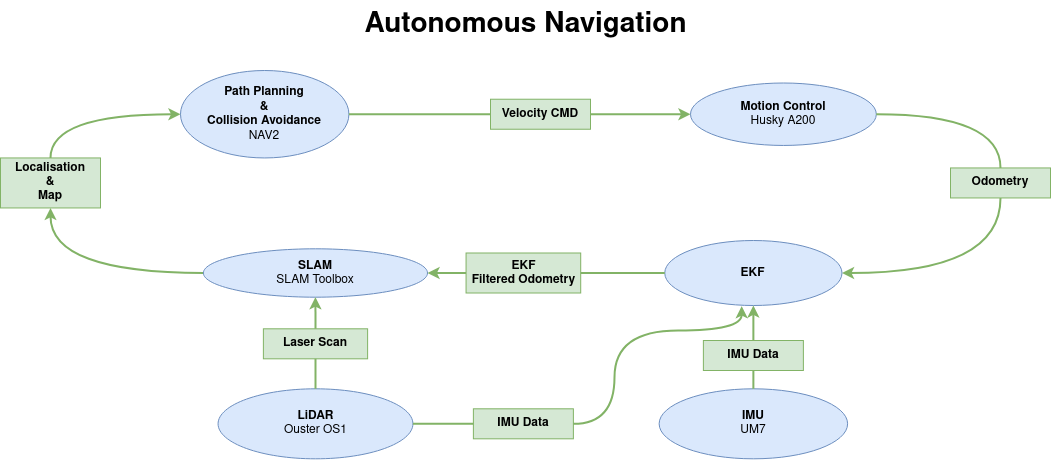 Autonomous Navigation
Path Planning
&
Collision Avoidance
NAV2
Velocity CMD
Motion Control
Husky A200
Localisation
&
Map
Odometry
SLAM
SLAM Toolbox
EKF
Filtered Odometry
EKF
Laser Scan
IMU Data
LiDAR
Ouster OS1
IMU Data
IMU
UM7